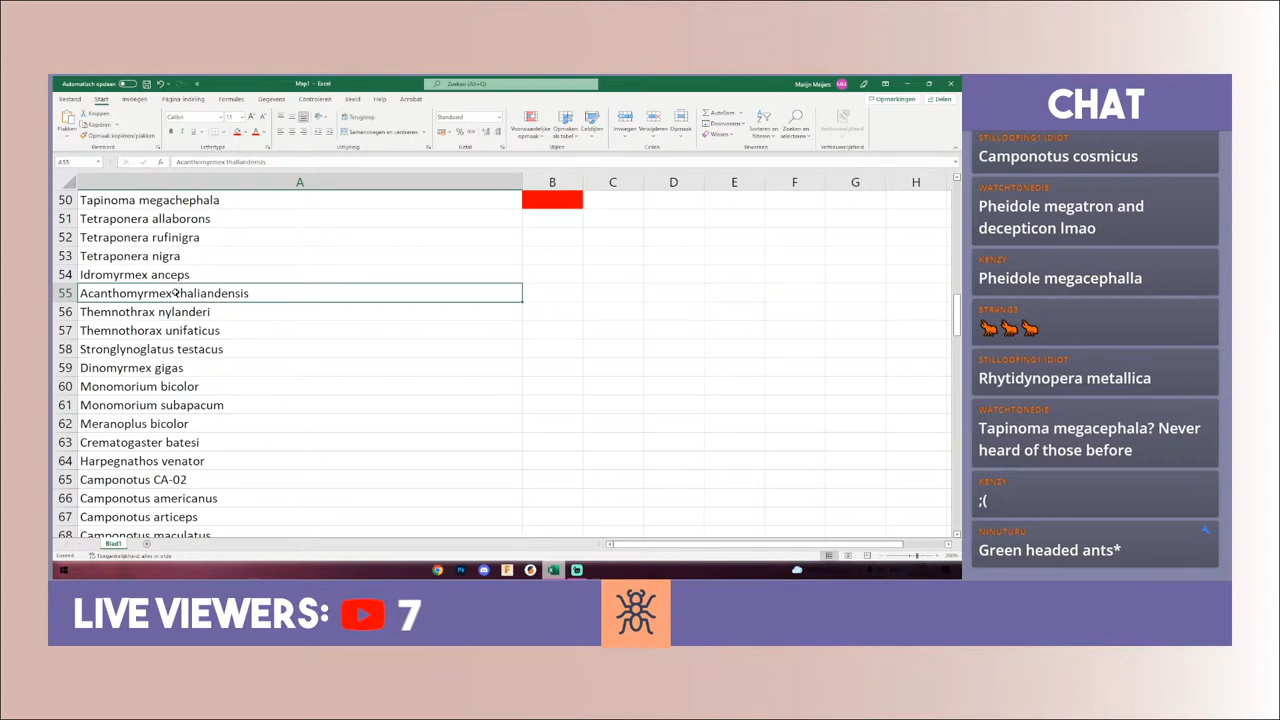 Automatisch opslaan
Map1 - Excel
Zoeken (Alt+Q)
Marijn Meijers
Bestand Start Invoegen Pagina-indeling Formules Gegevens Controleren Beeld Help Acrobat
Opmerkingen Delen
Plakken
Knippen
Kopiëren
Opmaak kopiëren/plakken
Klembord
Calibri 11
Lettertype
Terugloop
Samenvoegen en centreren
Uitlijning
Standaard
Getal
Voorwaardelijke opmaak
Opmaken als tabel
Celstijlen
Stijlen
Invoegen Verwijderen Opmaak
Cellen
AutoSom
Doorvoeren
Wissen
Sorteren en filteren
Zoeken en selecteren
Bewerken
Vertrouwelijkheid
Vertrouwelijkheid
A55 fx Acanthomyrmex thaliandensis
A B C D E F G H
50 Tapinoma megachephala
51 Tetraponera allaborons
52 Tetraponera rufinigra
53 Tetraponera nigra
54 Idromyrmex anceps
55 Acanthomyrmex thaliandensis
56 Themnothrax nylanderi
57 Themnothorax unifaticus
58 Stronglynoglatus testacus
59 Dinomyrmex gigas
60 Monomorium bicolor
61 Monomorium subapacum
62 Meranoplus bicolor
63 Crematogaster batesi
64 Harpegnathos venator
65 Camponotus CA-02
66 Camponotus americanus
67 Camponotus articeps
68 Camponotus maculatus
Blad1
Gereed Toegankelijkheid: alles in orde
200%
CHAT
STILLOOFING1 IDIOT
Camponotus cosmicus
WATCHTONEDIE
Pheidole megatron and
decepticon lmao
KENZY
Pheidole megacephalla
STR4NG3
STILLOOFING1 IDIOT
Rhytidynopera metallica
WATCHTONEDIE
Tapinoma megacephala? Never
heard of those before
KENZY
;(
NINUTURU
Green headed ants*
LIVE VIEWERS: 7